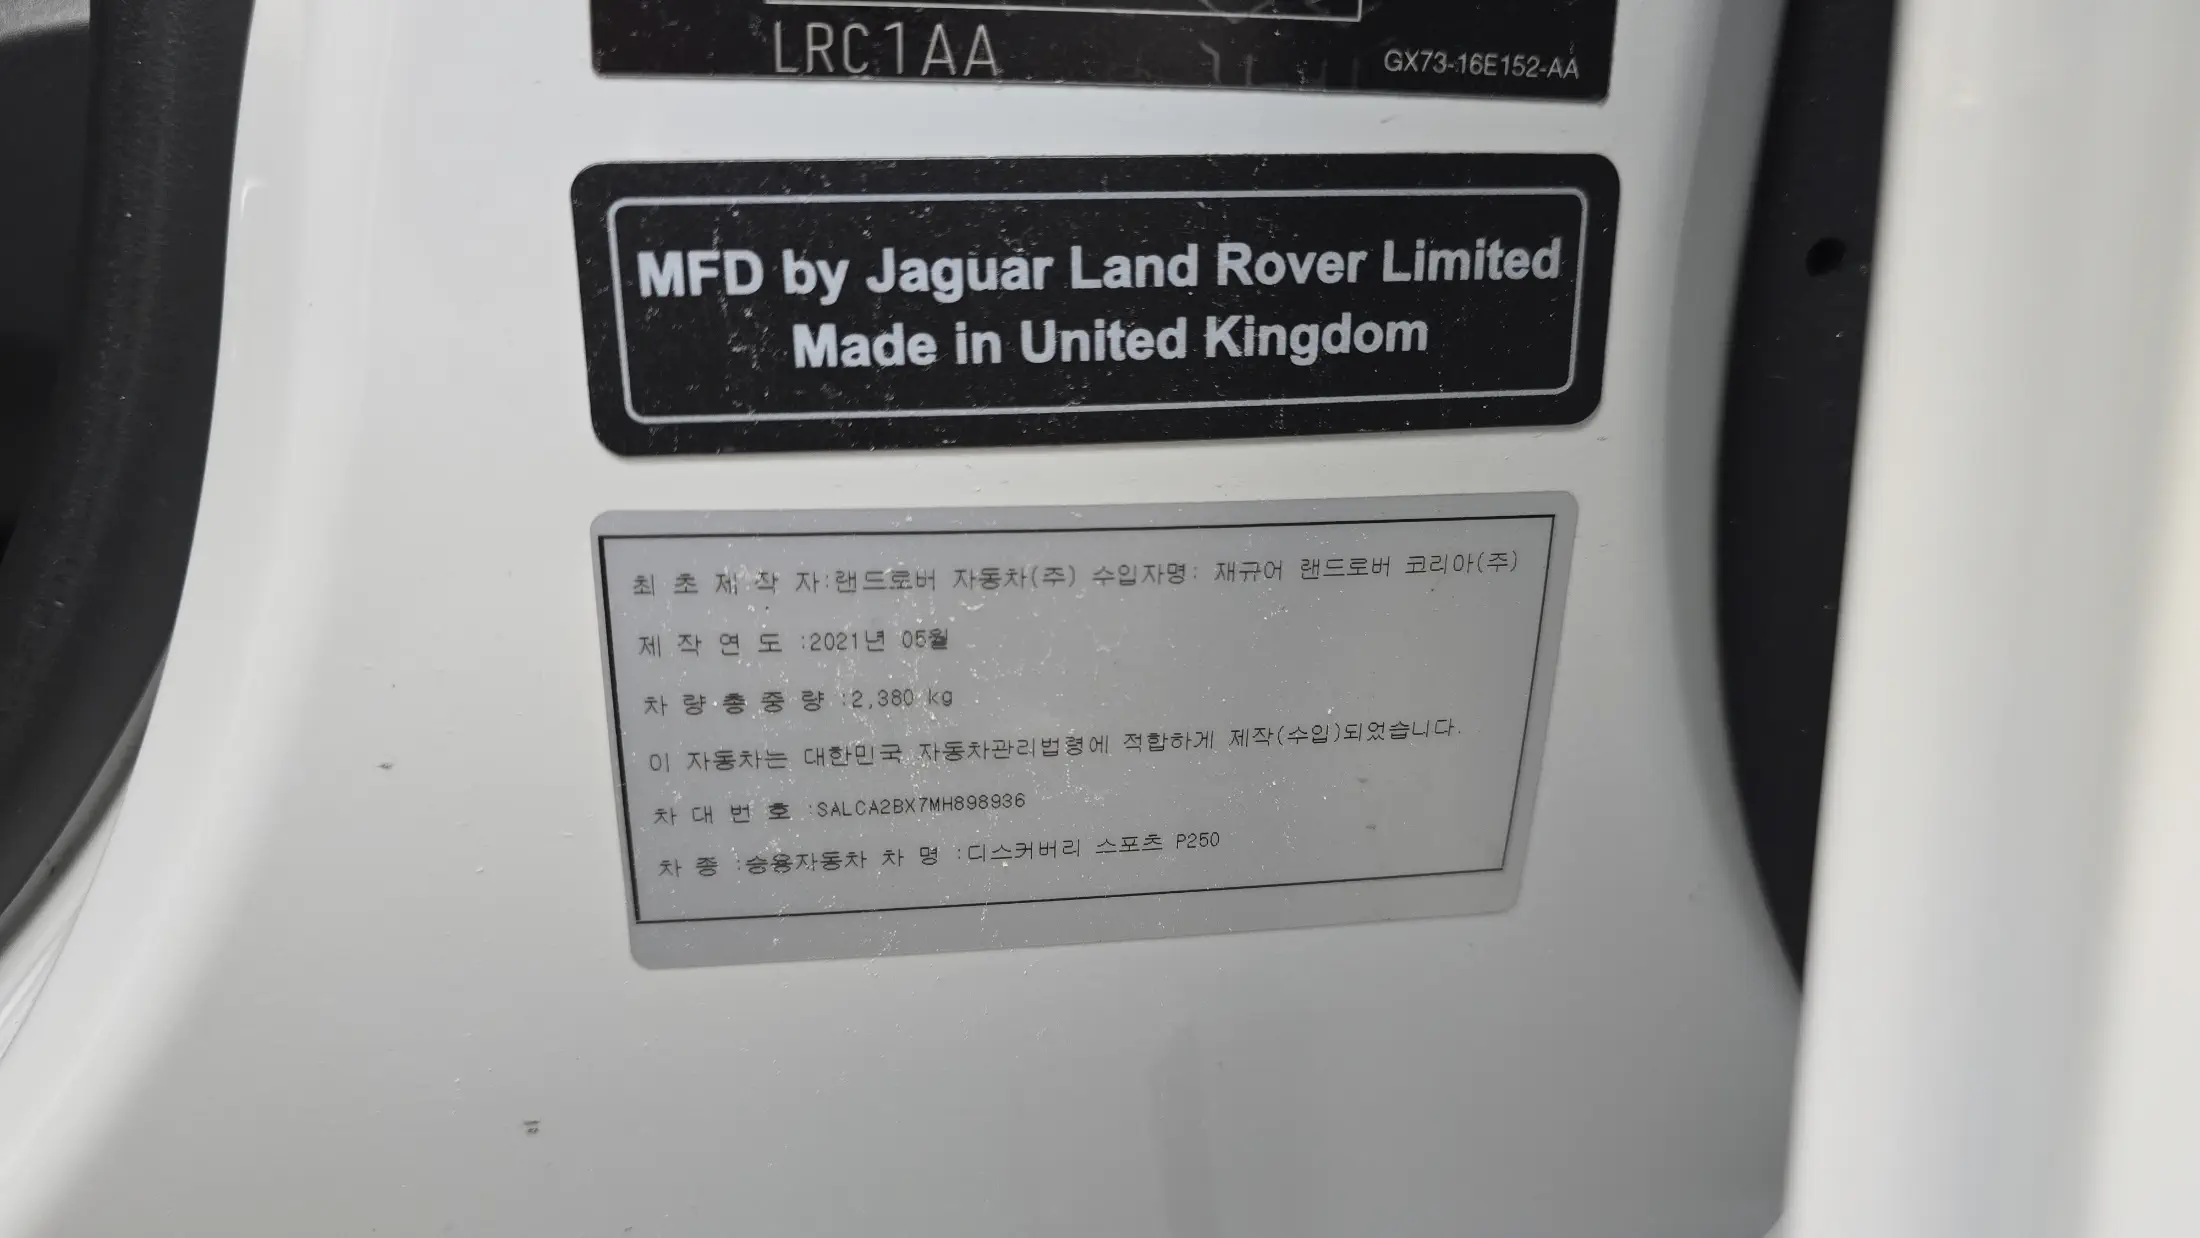 LRC1AA
GX73-16E152-AA
MFD by Jaguar Land Rover Limited
Made in United Kingdom
최 초 제 작 자:랜드로버 자동차(주) 수입자명: 재규어 랜드로버 코리아(주)
제 작 연 도 :2021년 05월
차 량 총 중 량 :2,380 kg
이 자동차는 대한민국 자동차관리법령에 적합하게 제작(수입)되었습니다.
차 대 번 호 :SALCA2BX7MH898936
차 종 :승용자동차 차 명 :디스커버리 스포츠 P250